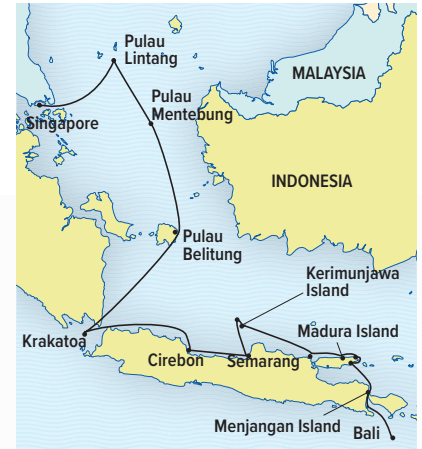 Pulau
Lintang
MALAYSIA
Pulau
Mentebung
Singapore
INDONESIA
Pulau
Belitung
Kerimunjawa
Island
Krakatoa
Madura Island
Cirebon
Semarang
Menjangan Island
Bali